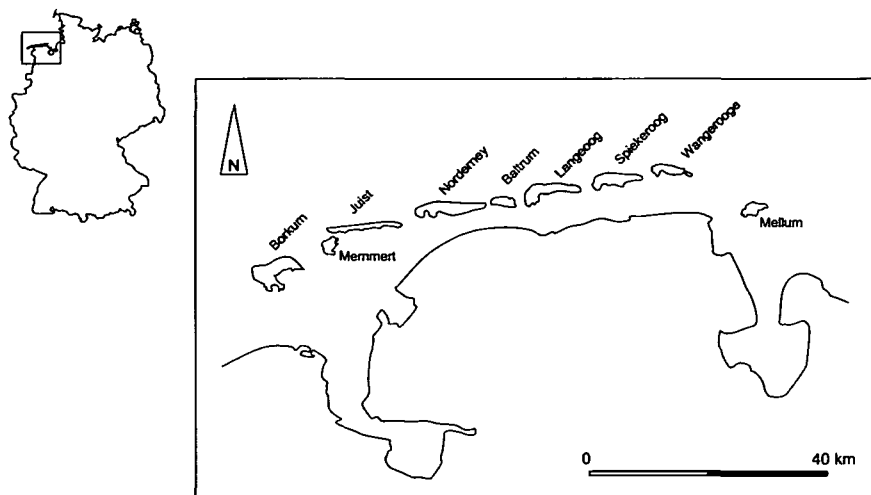 N
Borkum
Juist
Memmert
Norderney
Baltrum
Langeoog
Spiekeroog
Wangerooge
Mellum
0
40 km